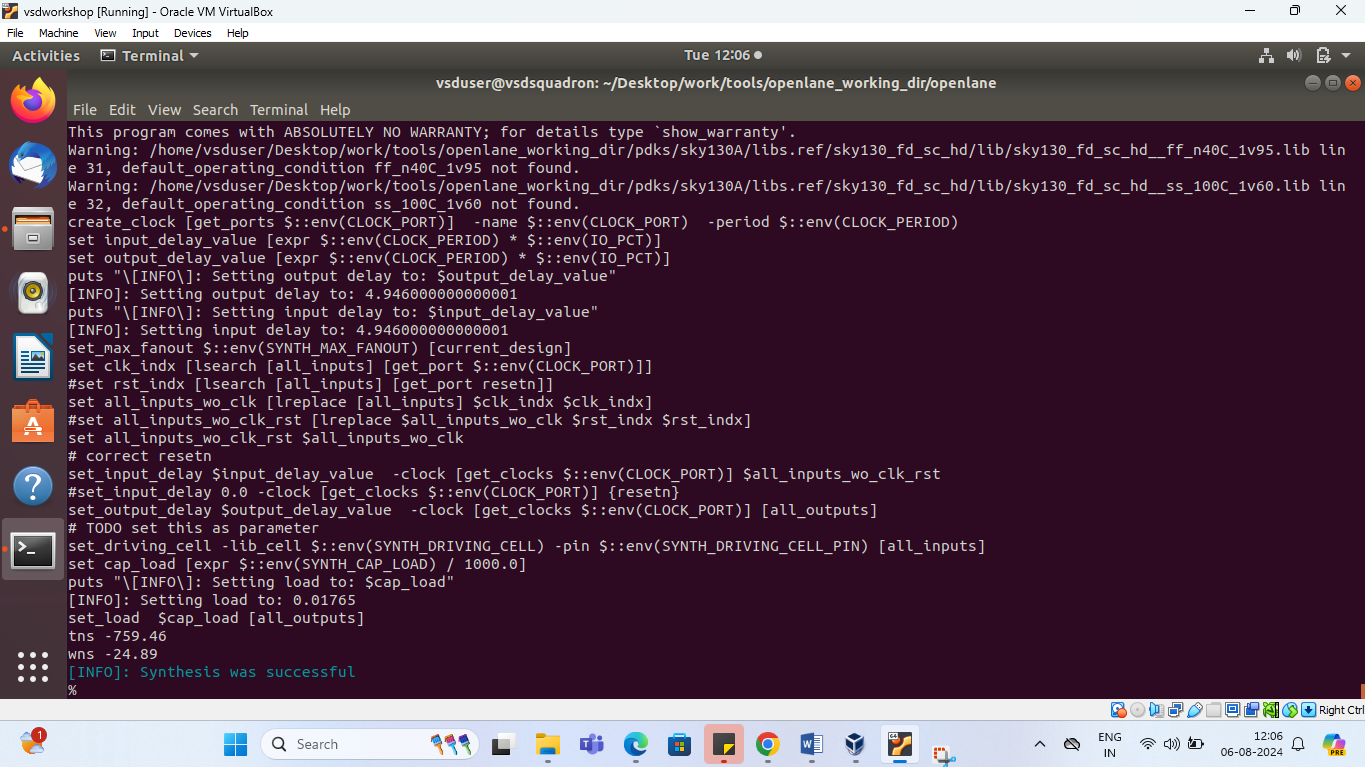 vsdworkshop [Running] - Oracle VM VirtualBox
File Machine View Input Devices Help
Activities Terminal Tue 12:06
vsduser@vsdsquadron: ~/Desktop/work/tools/openlane_working_dir/openlane
File Edit View Search Terminal Help
This program comes with ABSOLUTELY NO WARRANTY; for details type `show_warranty'.
Warning: /home/vsduser/Desktop/work/tools/openlane_working_dir/pdks/sky130A/libs.ref/sky130_fd_sc_hd/lib/sky130_fd_sc_hd__ff_n40C_1v95.lib lin
e 31, default_operating_condition ff_n40C_1v95 not found.
Warning: /home/vsduser/Desktop/work/tools/openlane_working_dir/pdks/sky130A/libs.ref/sky130_fd_sc_hd/lib/sky130_fd_sc_hd__ss_100C_1v60.lib lin
e 32, default_operating_condition ss_100C_1v60 not found.
create_clock [get_ports $::env(CLOCK_PORT)]  -name $::env(CLOCK_PORT)  -period $::env(CLOCK_PERIOD)
set input_delay_value [expr $::env(CLOCK_PERIOD) * $::env(IO_PCT)]
set output_delay_value [expr $::env(CLOCK_PERIOD) * $::env(IO_PCT)]
puts "\[INFO\]: Setting output delay to: $output_delay_value"
[INFO]: Setting output delay to: 4.946000000000001
puts "\[INFO\]: Setting input delay to: $input_delay_value"
[INFO]: Setting input delay to: 4.946000000000001
set_max_fanout $::env(SYNTH_MAX_FANOUT) [current_design]
set clk_indx [lsearch [all_inputs] [get_port $::env(CLOCK_PORT)]]
#set rst_indx [lsearch [all_inputs] [get_port resetn]]
set all_inputs_wo_clk [lreplace [all_inputs] $clk_indx $clk_indx]
#set all_inputs_wo_clk_rst [lreplace $all_inputs_wo_clk $rst_indx $rst_indx]
set all_inputs_wo_clk_rst $all_inputs_wo_clk
# correct resetn
set_input_delay $input_delay_value  -clock [get_clocks $::env(CLOCK_PORT)] $all_inputs_wo_clk_rst
#set_input_delay 0.0 -clock [get_clocks $::env(CLOCK_PORT)] {resetn}
set_output_delay $output_delay_value  -clock [get_clocks $::env(CLOCK_PORT)] [all_outputs]
# TODO set this as parameter
set_driving_cell -lib_cell $::env(SYNTH_DRIVING_CELL) -pin $::env(SYNTH_DRIVING_CELL_PIN) [all_inputs]
set cap_load [expr $::env(SYNTH_CAP_LOAD) / 1000.0]
puts "\[INFO\]: Setting load to: $cap_load"
[INFO]: Setting load to: 0.01765
set_load  $cap_load [all_outputs]
tns -759.46
wns -24.89
[INFO]: Synthesis was successful
%
Right Ctrl
1 Search ENG 12:06
IN 06-08-2024 PRE